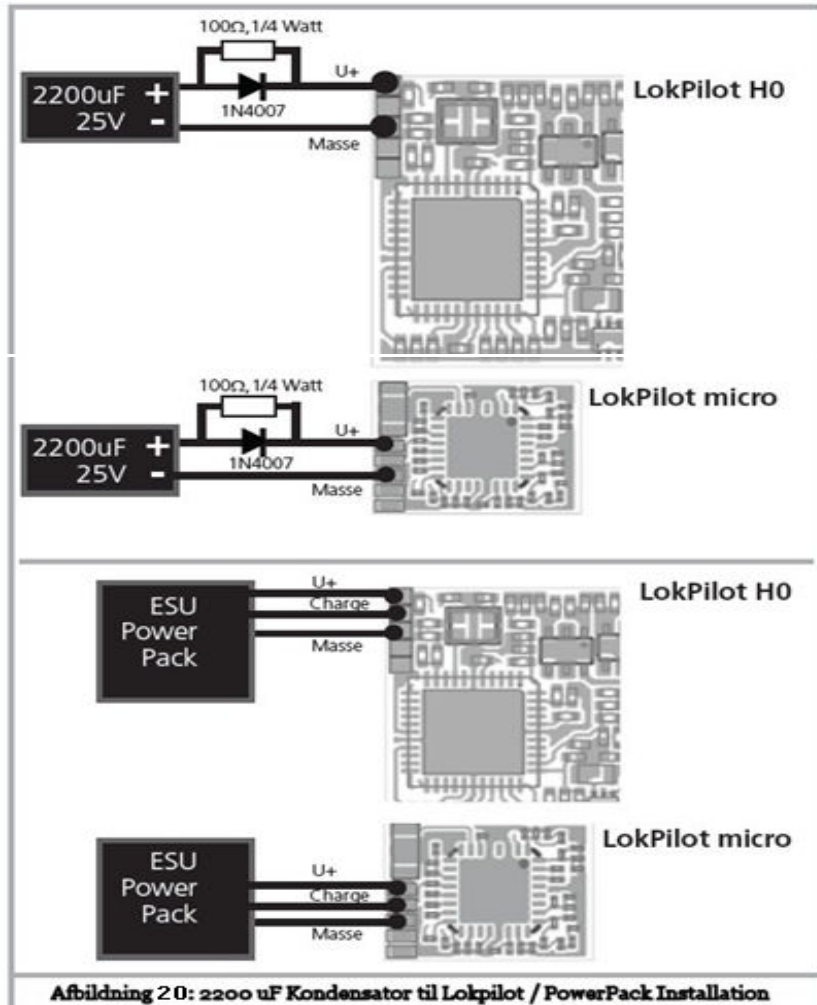 100Ω,1/4 Watt
U+
LokPilot H0
2200uF +
25V -
1N4007
Masse
100Ω,1/4 Watt
LokPilot micro
U+
2200uF +
25V -
1N4007
Masse
U+
LokPilot H0
ESU
Charge
Power
Pack
Masse
LokPilot micro
ESU
U+
Power
Charge
Pack
Masse
Afbildning 20: 2200 uF Kondensator til Lokpilot / PowerPack Installation